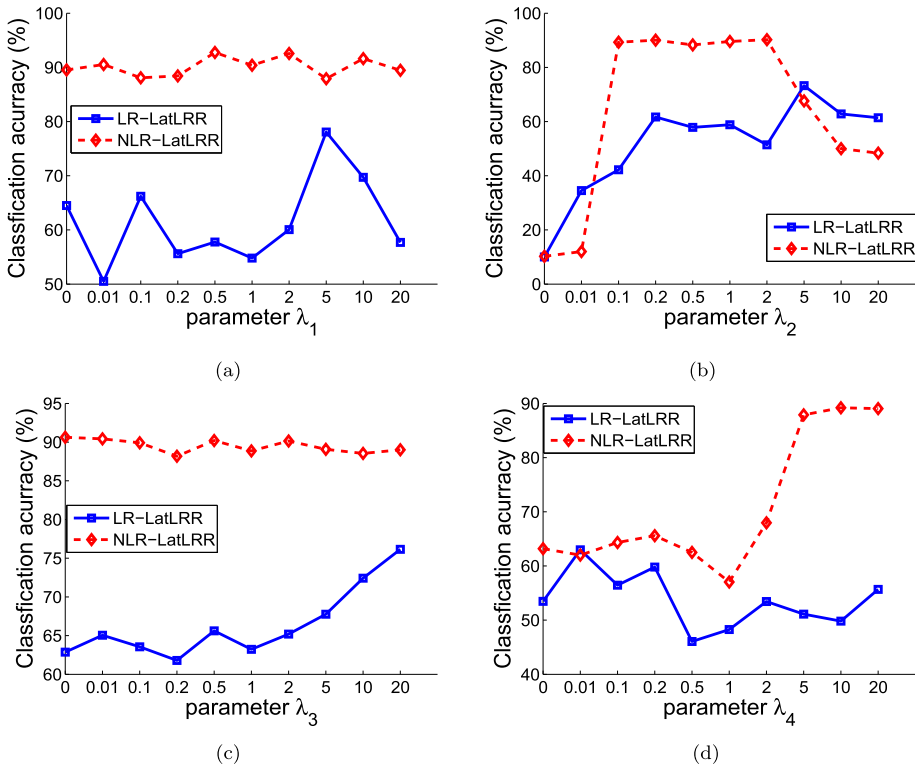 Classfication acurracy (%)
100
90
80
70
60
50
LR−LatLRR
NLR−LatLRR
0 0.01 0.1 0.2 0.5 1 2 5 10 20
parameter λ1
(a)
Classfication acurracy (%)
100
80
60
40
20
0
LR−LatLRR
NLR−LatLRR
0 0.01 0.1 0.2 0.5 1 2 5 10 20
parameter λ2
(b)
Classfication acurracy (%)
95
90
85
80
75
70
65
60
LR−LatLRR
NLR−LatLRR
0 0.01 0.1 0.2 0.5 1 2 5 10 20
parameter λ3
(c)
Classfication acurracy (%)
90
80
70
60
50
40
LR−LatLRR
NLR−LatLRR
0 0.01 0.1 0.2 0.5 1 2 5 10 20
parameter λ4
(d)